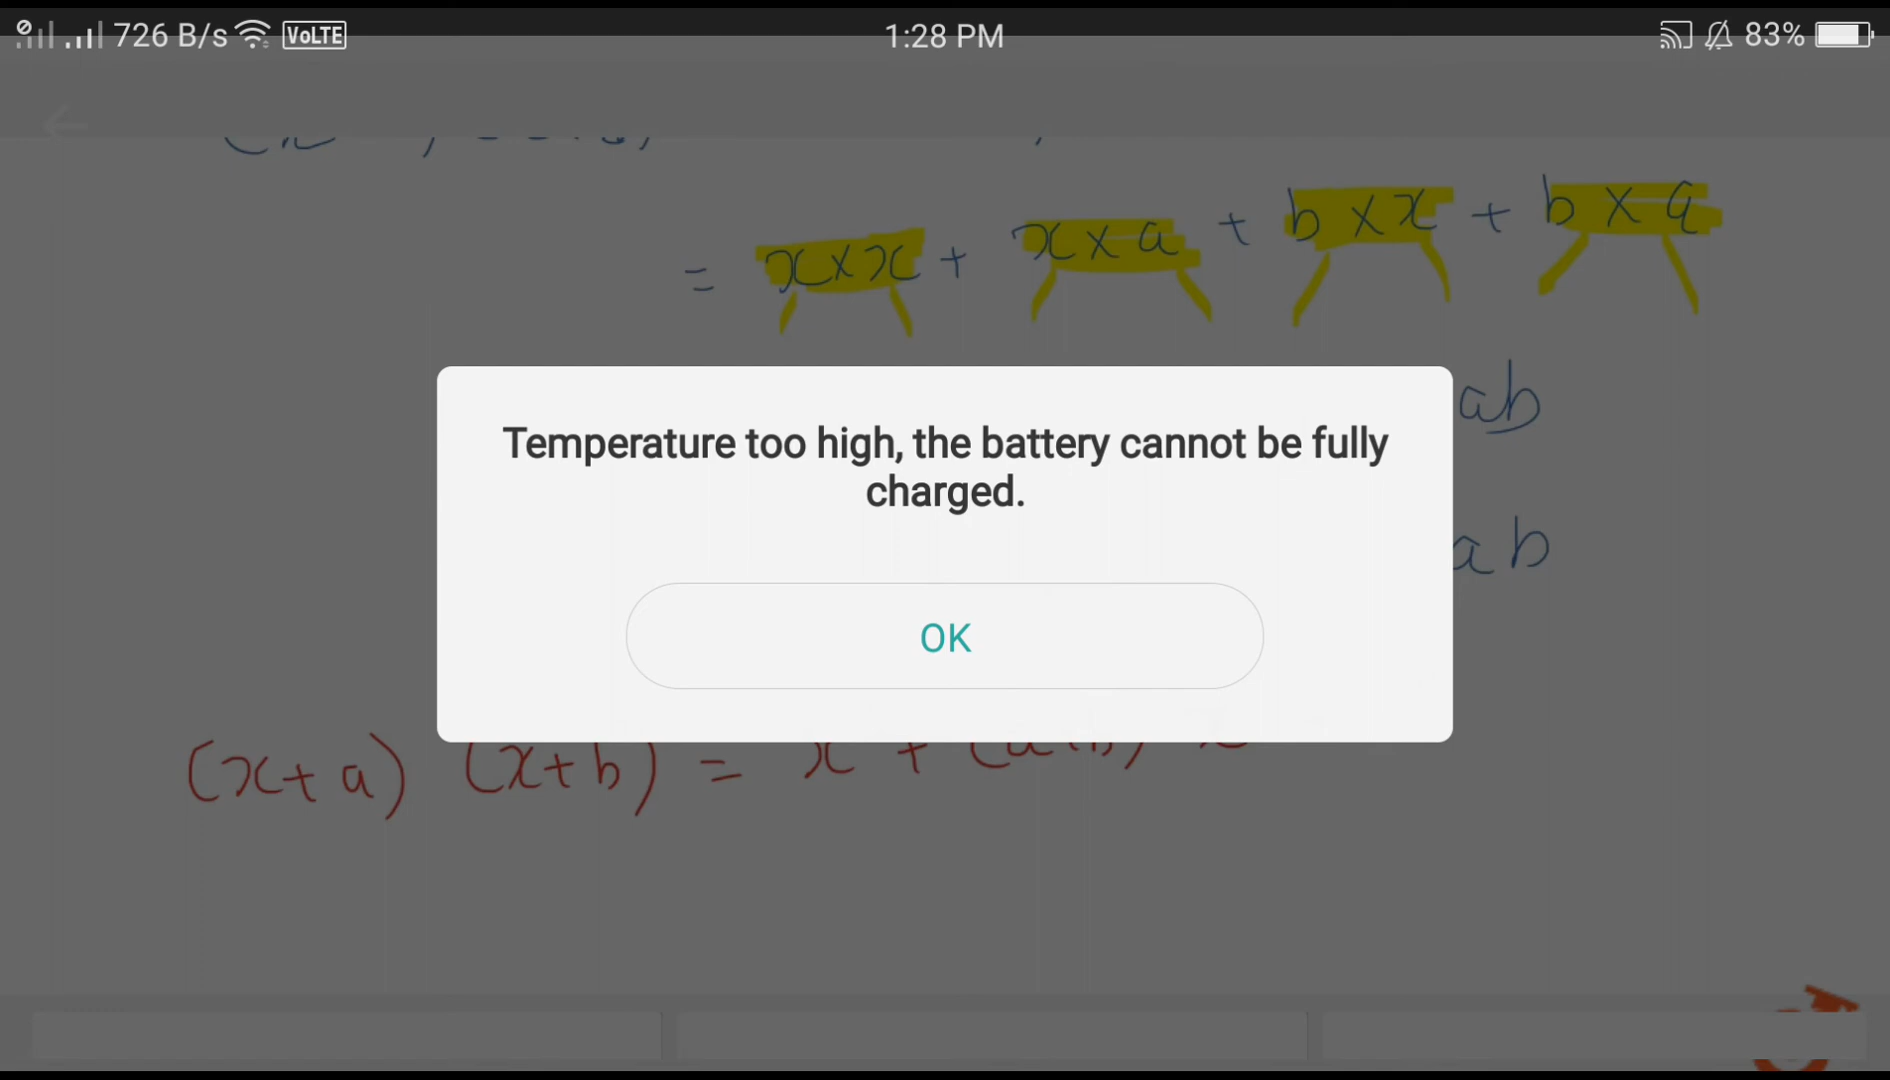 726 B/s VoLTE 1:28 PM 83%
= x × x + x × a + b × x + b × a
ab
Temperature too high, the battery cannot be fully
charged.
ab
OK
(x + a) (x + b) = x + (a + b)